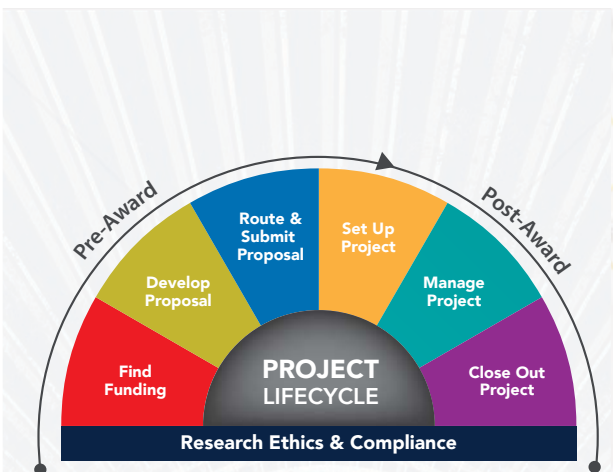 Pre-Award
Post-Award
Route &
Submit
Proposal
Set Up
Project
Develop
Proposal
Manage
Project
Find
Funding
PROJECT
LIFECYCLE
Close Out
Project
Research Ethics & Compliance